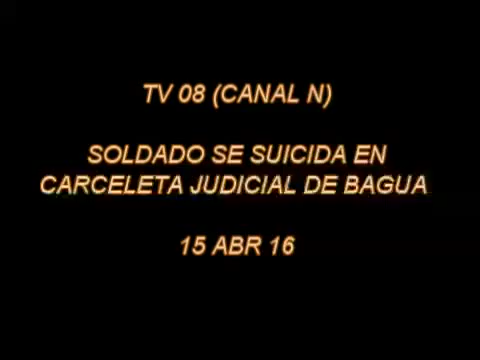 TV 08 (CANAL N)
SOLDADO SE SUICIDA EN
CARCELETA JUDICIAL DE BAGUA
15 ABR 16